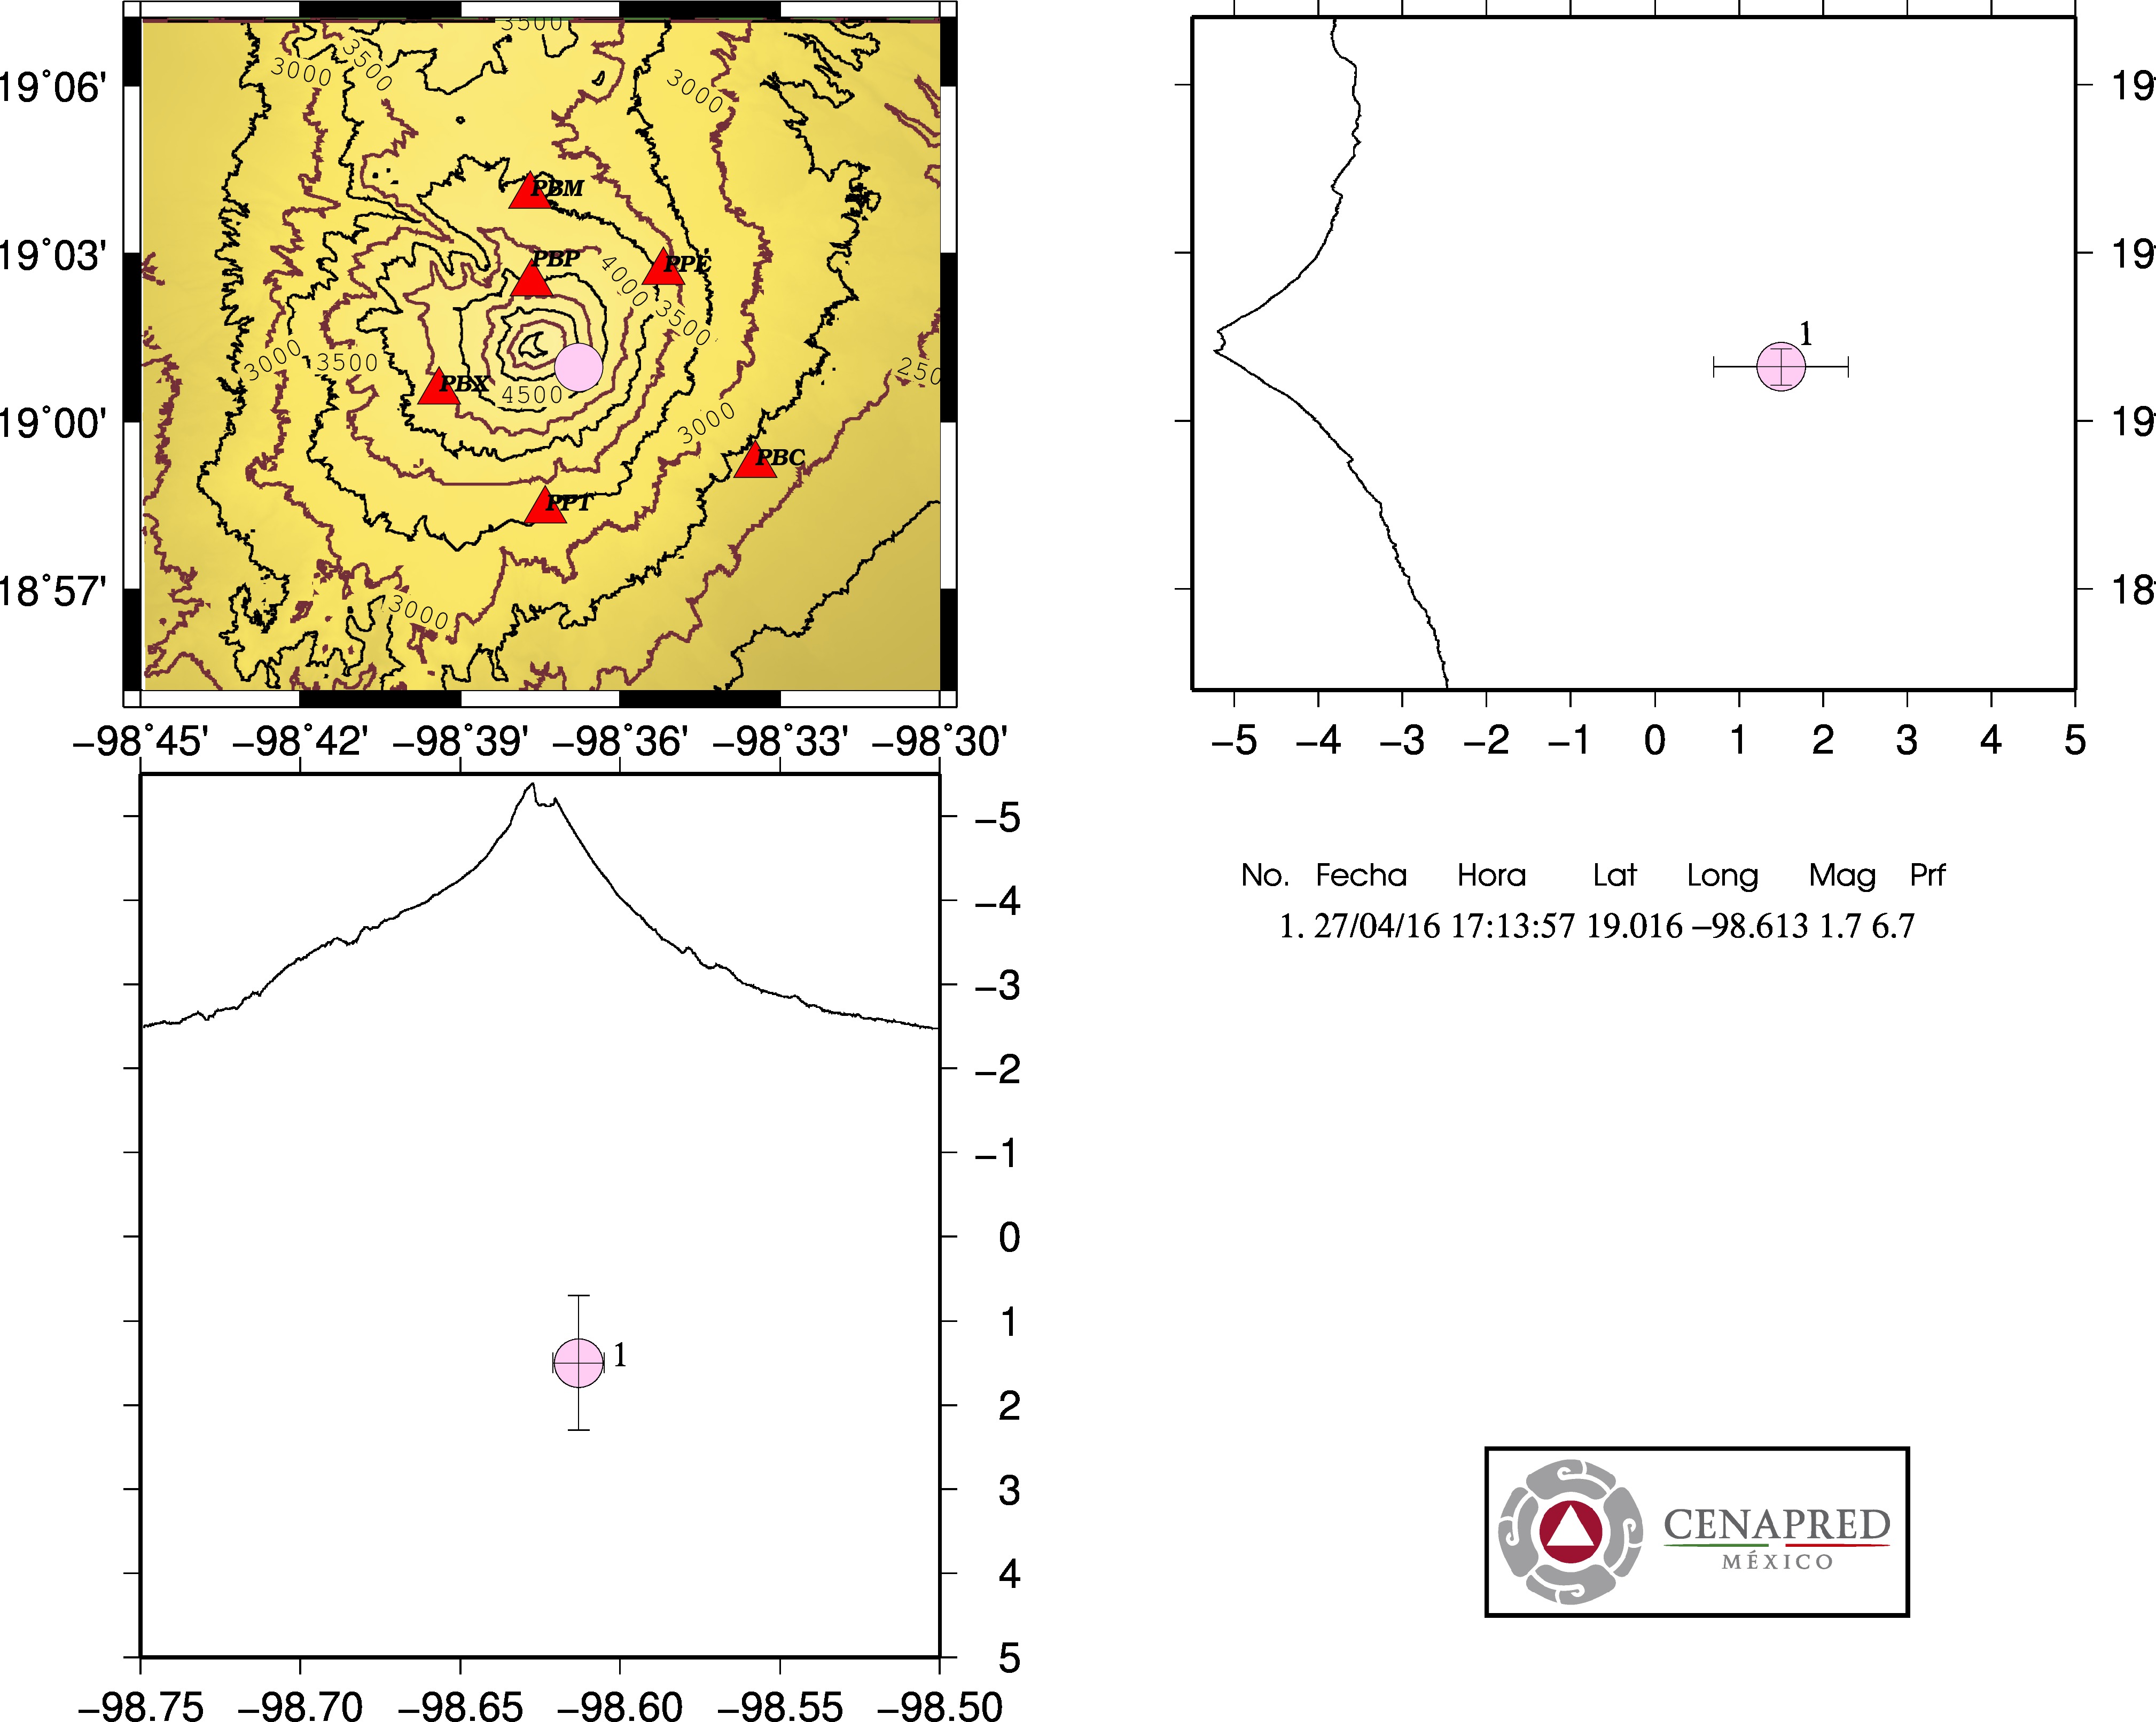 3500
3000
3500
3000
19°06'
19
PBM
19°03'
19
PBP
PPE
4000
3500
3000
3500
250
1
PBX
4500
3000
19°00'
19
PBC
PPT
18°57'
18
3000
−98°45' −98°42' −98°39' −98°36' −98°33' −98°30'
−5 −4 −3 −2 −1 0 1 2 3 4 5
−5
No. Fecha Hora Lat Long Mag Prf
−4
1. 27/04/16 17:13:57 19.016 −98.613 1.7 6.7
−3
−2
−1
0
1
1
2
3
4
5
CENAPRED
MÉXICO
−98.75 −98.70 −98.65 −98.60 −98.55 −98.50